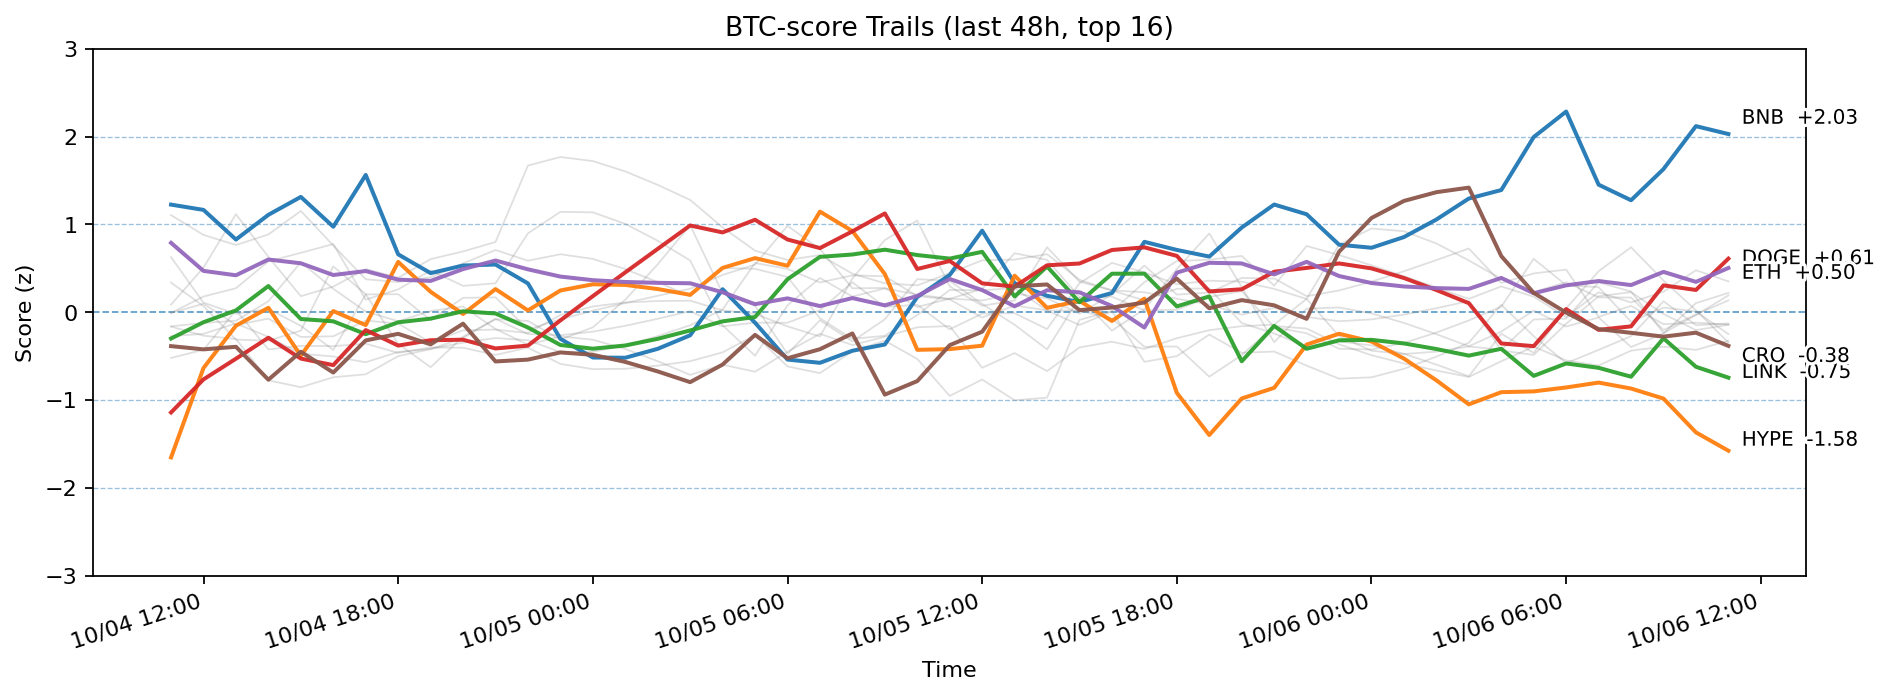 BTC-score Trails (last 48h, top 16)
3
2
1
0
−1
−2
−3
Score (z)
BNB +2.03
DOGE +0.61
ETH +0.50
CRO -0.38
LINK -0.75
HYPE -1.58
10/04 12:00
10/04 18:00
10/05 00:00
10/05 06:00
10/05 12:00
10/05 18:00
10/06 00:00
10/06 06:00
10/06 12:00
Time